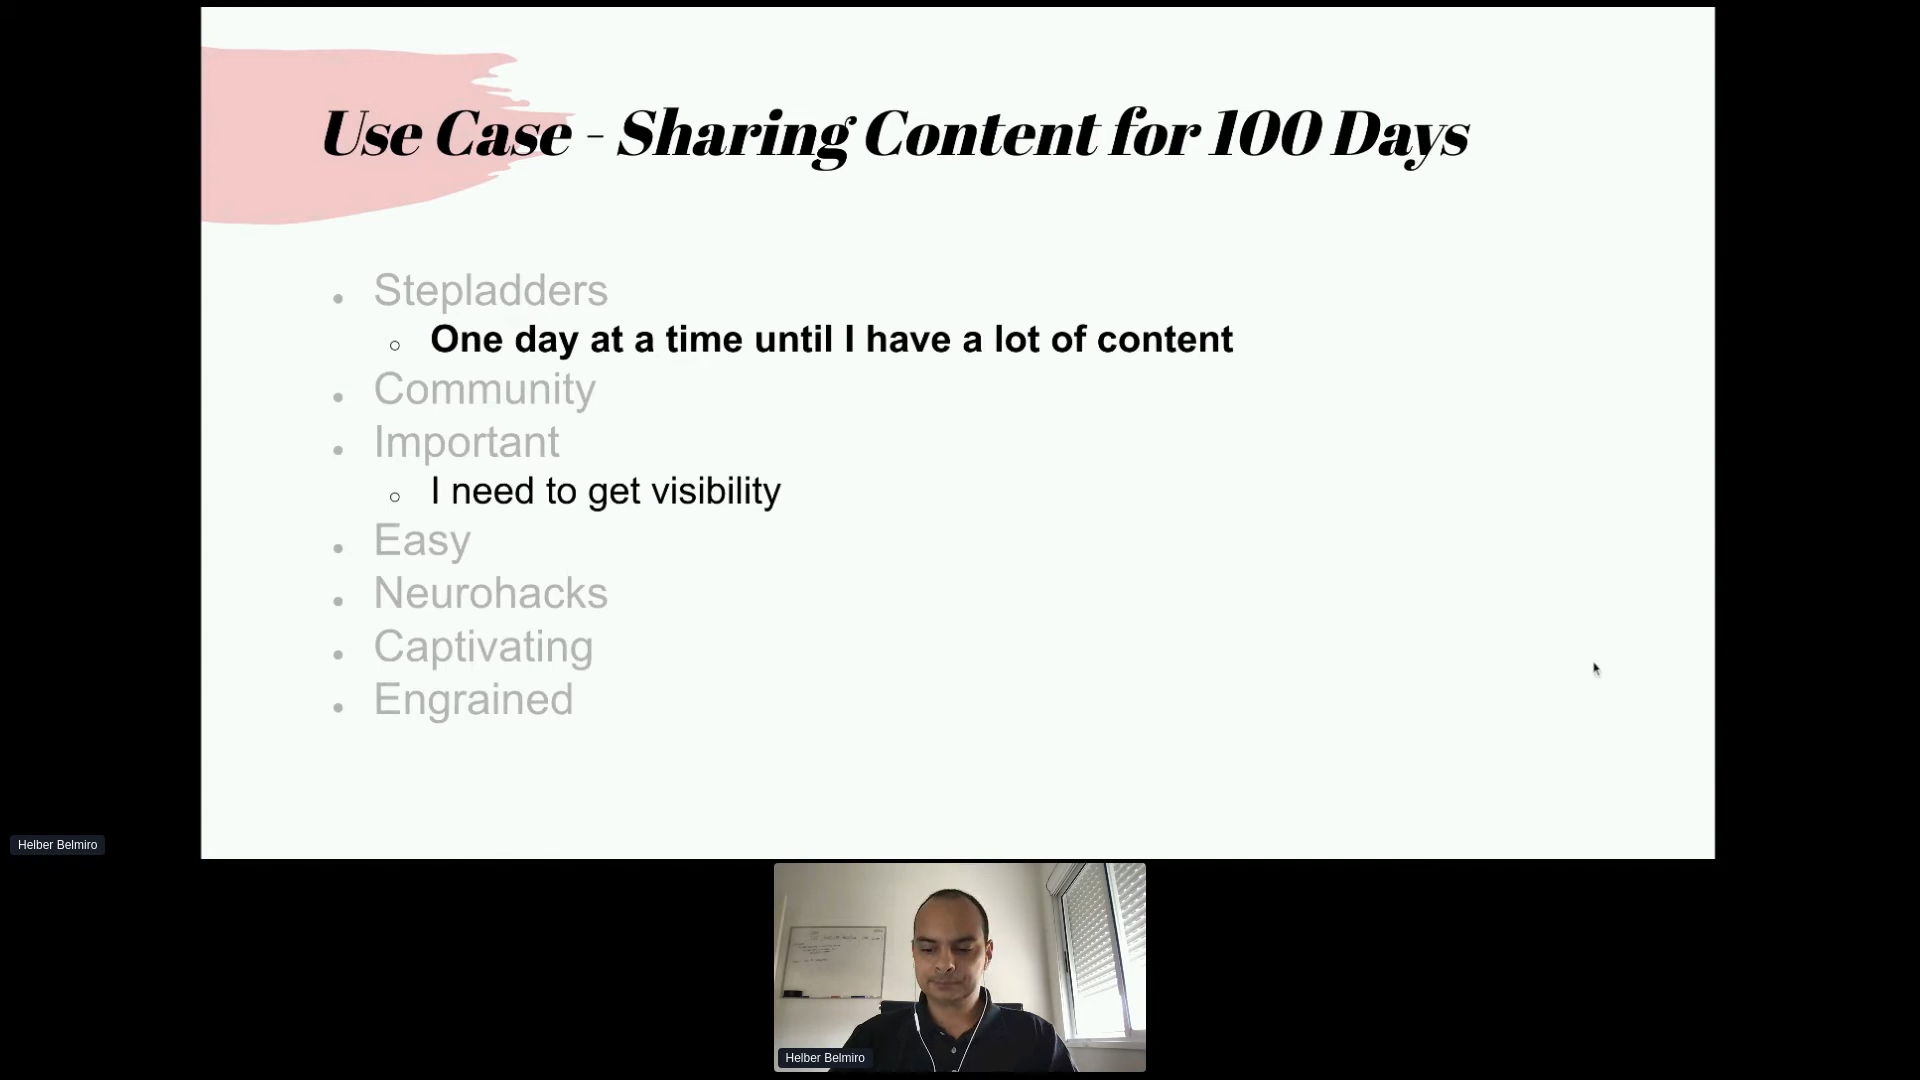 Use Case - Sharing Content for 100 Days
Stepladders
One day at a time until I have a lot of content
Community
Important
I need to get visibility
Easy
Neurohacks
Captivating
Engrained
Helber Belmiro
Helber Belmiro